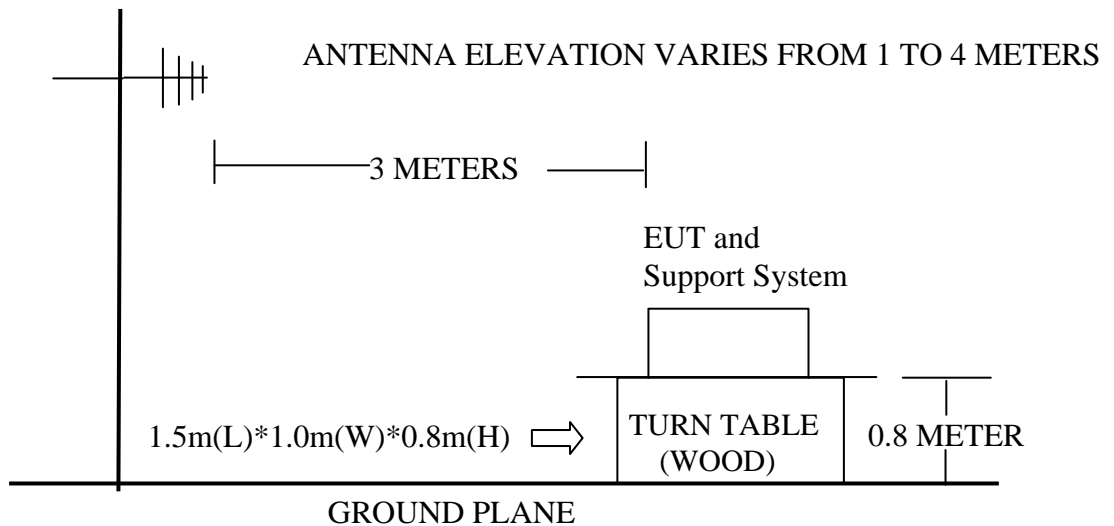 ANTENNA ELEVATION VARIES FROM 1 TO 4 METERS
3 METERS
EUT and
Support System
1.5m(L)*1.0m(W)*0.8m(H)
TURN TABLE
(WOOD)
0.8 METER
GROUND PLANE